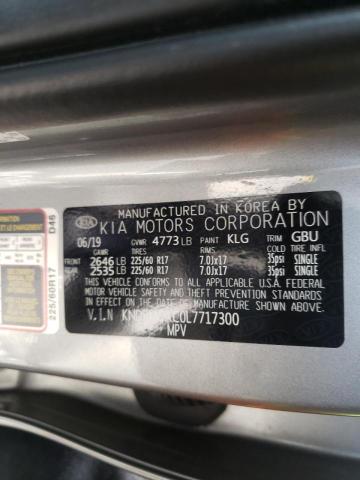 MANUFACTURED IN KOREA BY
KIA KIA MOTORS CORPORATION
06/19 GVWR 4773 LB PAINT KLG TRIM GBU
GAWR TIRES: RIMS: COLD TIRE INFL.
FRONT 2646 LB 225/60 R17 7.0Jx17 35psi SINGLE
REAR 2535 LB 225/60 R17 7.0Jx17 35psi SINGLE
THIS VEHICLE CONFORMS TO ALL APPLICABLE U.S.A. FEDERAL
MOTOR VEHICLE SAFETY AND THEFT PREVENTION
STANDARDS IN EFFECT ON THE DATE OF MANUFACTURE
SHOWN ABOVE.
V.I.N L7717300
MPV
225/60R17 D46